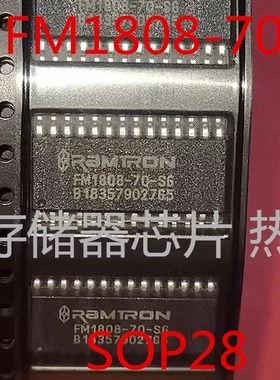 FM1808-70
RAMTRON
FM1808-70-SG
B18357902765
存储器芯片 热
RAMTRON
FM1808-70-SG
SOP28